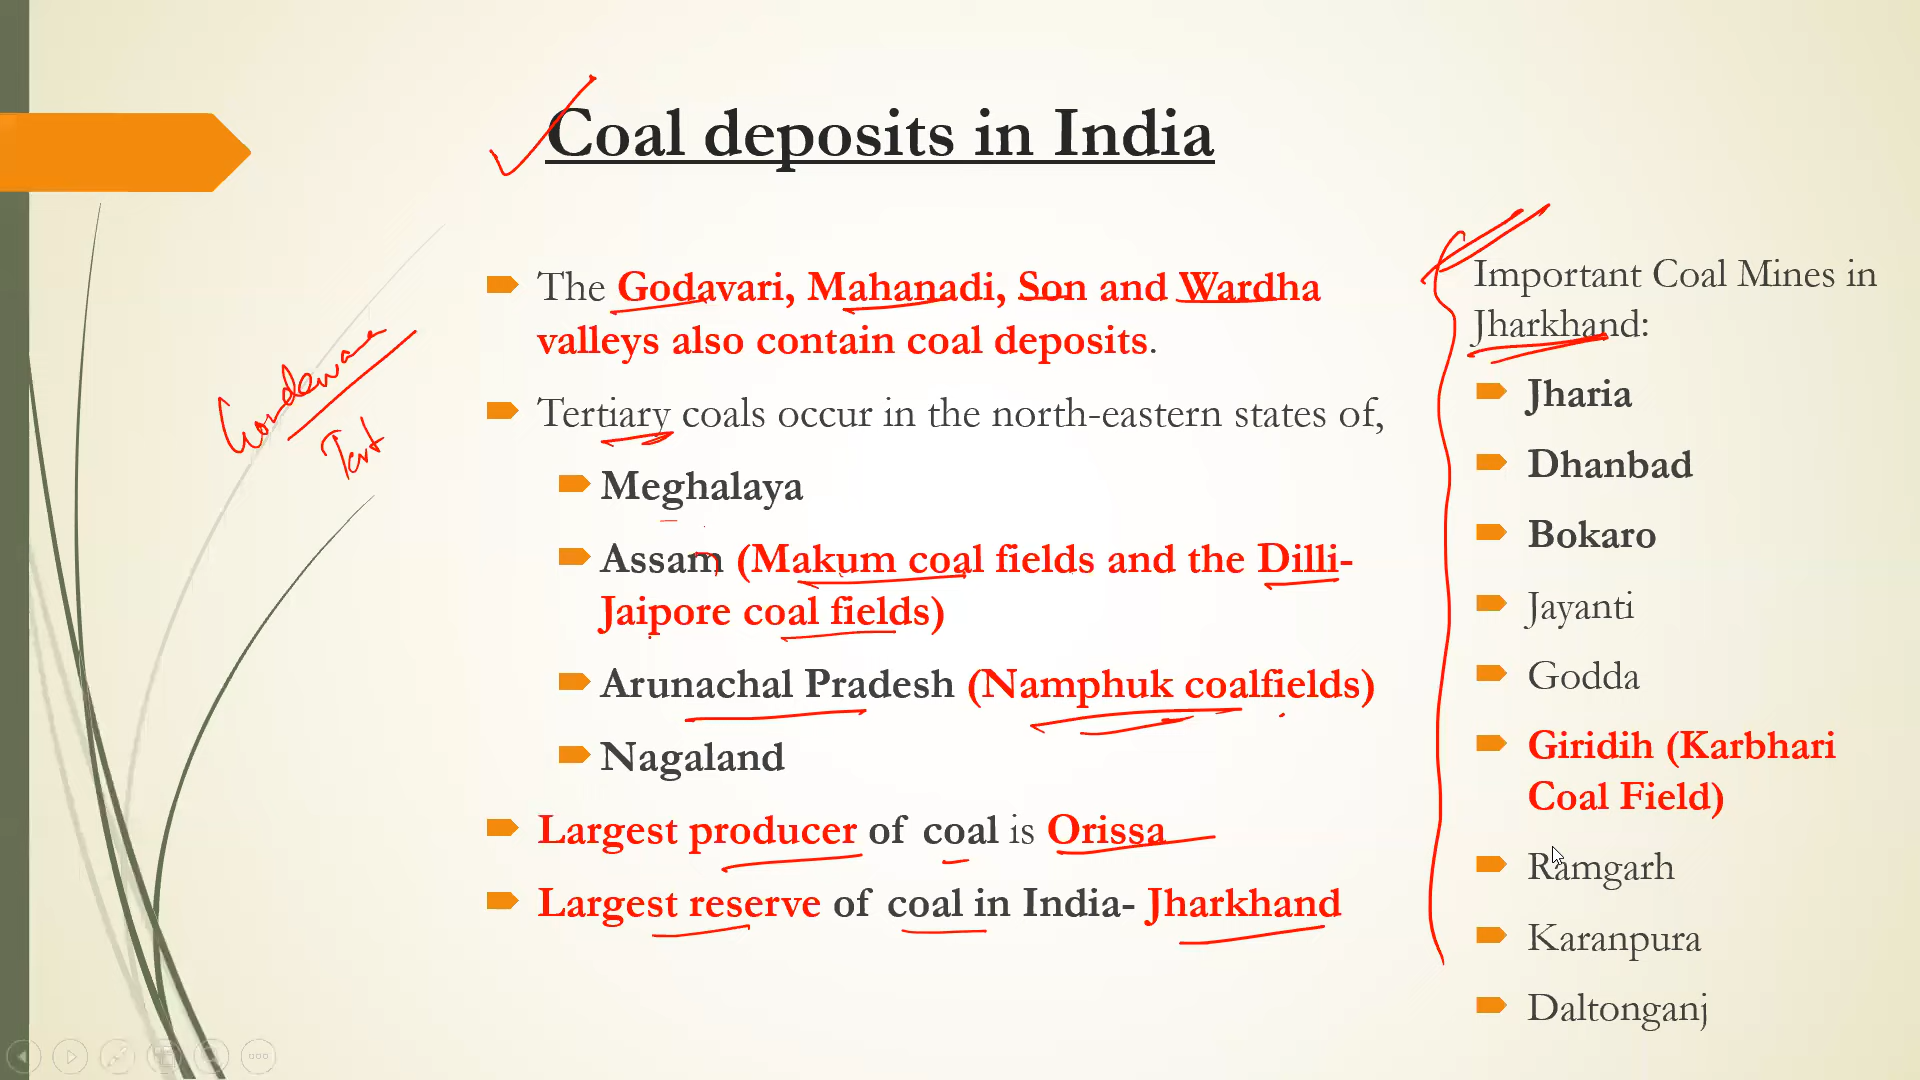 Coal deposits in India
The Godavari, Mahanadi, Son and Wardha
valleys also contain coal deposits.
Tertiary coals occur in the north-eastern states of,
Meghalaya
Assam (Makum coal fields and the Dilli-
Jaipore coal fields)
Arunachal Pradesh (Namphuk coalfields)
Nagaland
Largest producer of coal is Orissa
Largest reserve of coal in India- Jharkhand
Important Coal Mines in
Jharkhand:
Jharia
Dhanbad
Bokaro
Jayanti
Godda
Giridih (Karbhari
Coal Field)
Ramgarh
Karanpura
Daltonganj
Tert